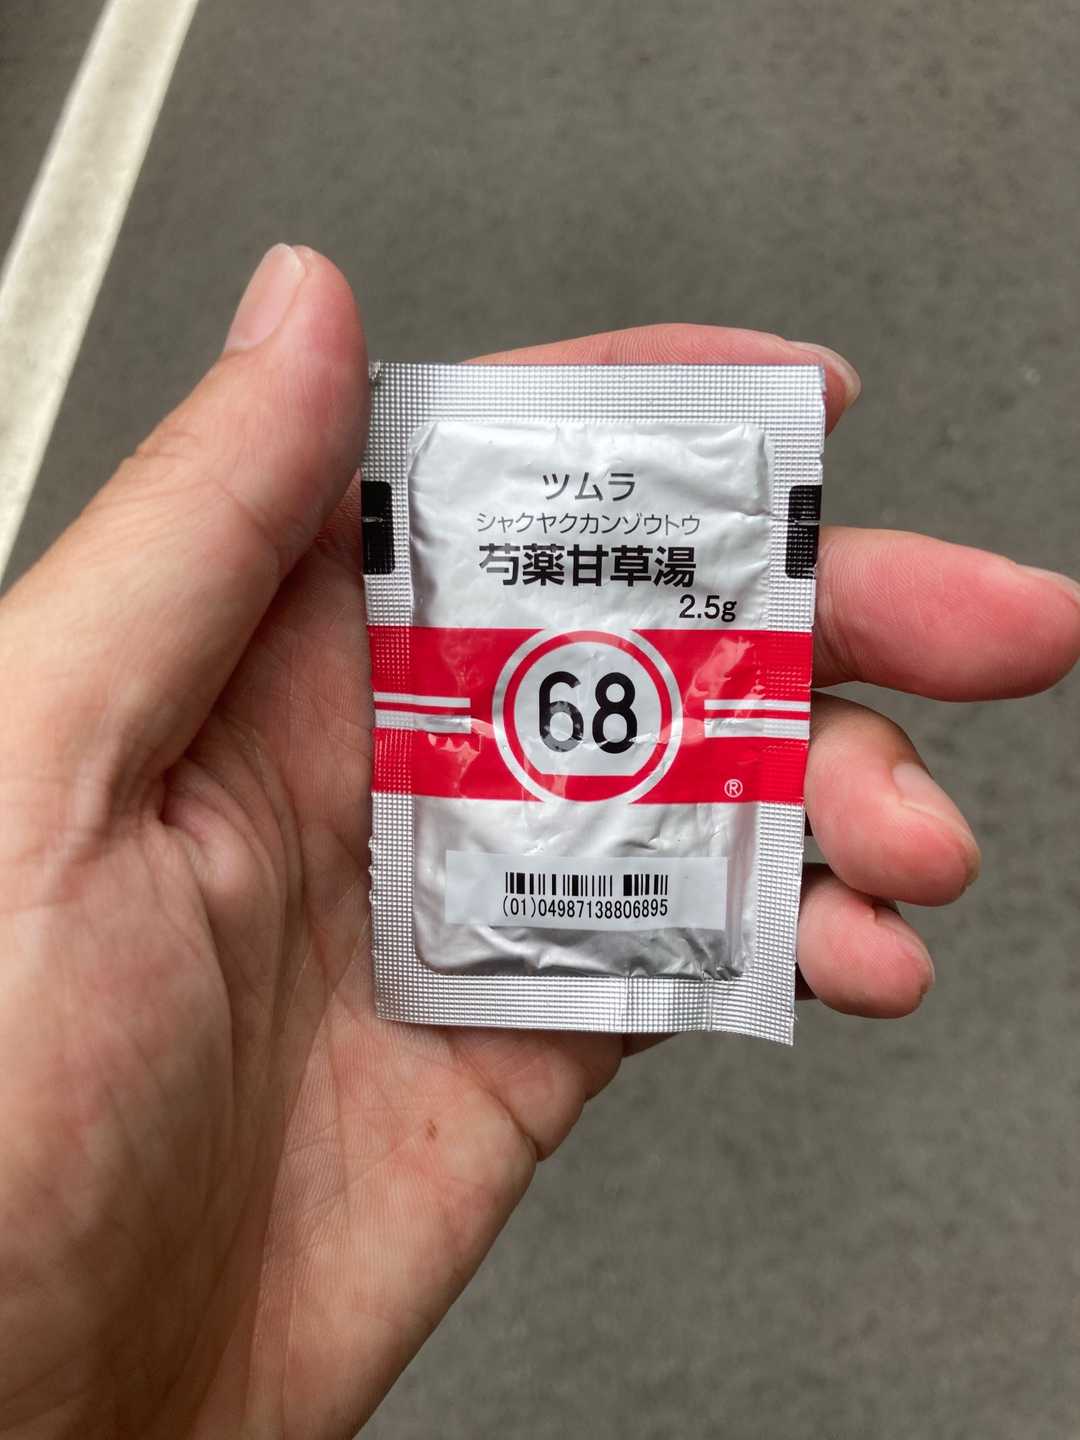 ツムラ
シャクヤクカンゾウトウ
芍薬甘草湯
2.5g
68
®
(01)04987138806895